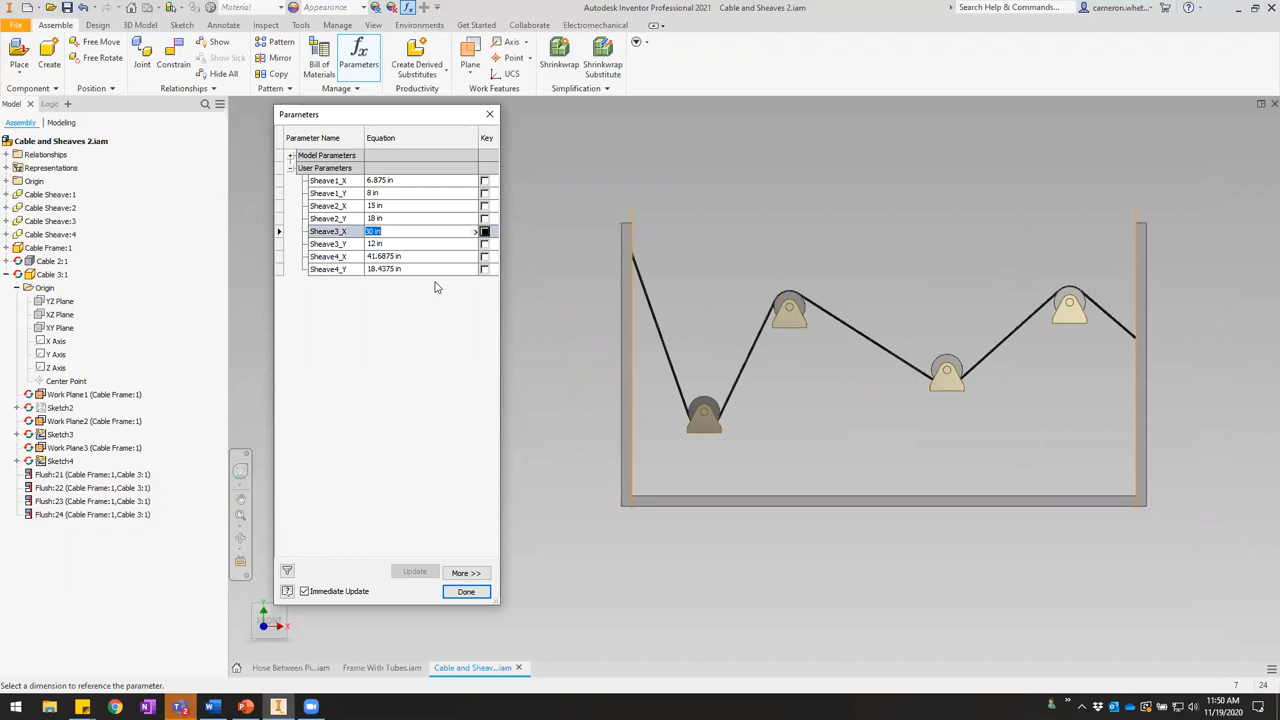 Material
Appearance
Autodesk Inventor Professional 2021
Cable and Sheaves 2.iam
Search Help & Commands...
cameron.whet...
File
Assemble
Design
3D Model
Sketch
Annotate
Inspect
Tools
Manage
View
Environments
Get Started
Collaborate
Electromechanical
Place
Create
Free Move
Free Rotate
Joint
Constrain
Show
Show Sick
Hide All
Pattern
Mirror
Copy
Bill of
Materials
Parameters
Create Derived
Substitutes
Plane
Axis
Point
UCS
Shrinkwrap
Shrinkwrap
Substitute
Component
Position
Relationships
Pattern
Manage
Productivity
Work Features
Simplification
Model
Logic
Assembly
Modeling
Cable and Sheaves 2.iam
Relationships
Representations
Origin
Cable Sheave:1
Cable Sheave:2
Cable Sheave:3
Cable Sheave:4
Cable Frame:1
Cable 2:1
Cable 3:1
Origin
YZ Plane
XZ Plane
XY Plane
X Axis
Y Axis
Z Axis
Center Point
Work Plane1 (Cable Frame:1)
Sketch2
Work Plane2 (Cable Frame:1)
Sketch3
Work Plane3 (Cable Frame:1)
Sketch4
Flush:21 (Cable Frame:1,Cable 3:1)
Flush:22 (Cable Frame:1,Cable 3:1)
Flush:23 (Cable Frame:1,Cable 3:1)
Flush:24 (Cable Frame:1,Cable 3:1)
Parameters
Parameter Name Equation Key
Model Parameters
User Parameters
Sheave1_X 6.875 in
Sheave1_Y 8 in
Sheave2_X 15 in
Sheave2_Y 18 in
Sheave3_X 30 in
Sheave3_Y 12 in
Sheave4_X 41.6875 in
Sheave4_Y 18.4375 in
Update
More >>
Immediate Update
Done
FRONT
Y
X
Hose Between Pi....iam
Frame With Tubes.iam
Cable and Sheav...iam
Select a dimension to reference the parameter.
7 24
11:50 AM
11/19/2020